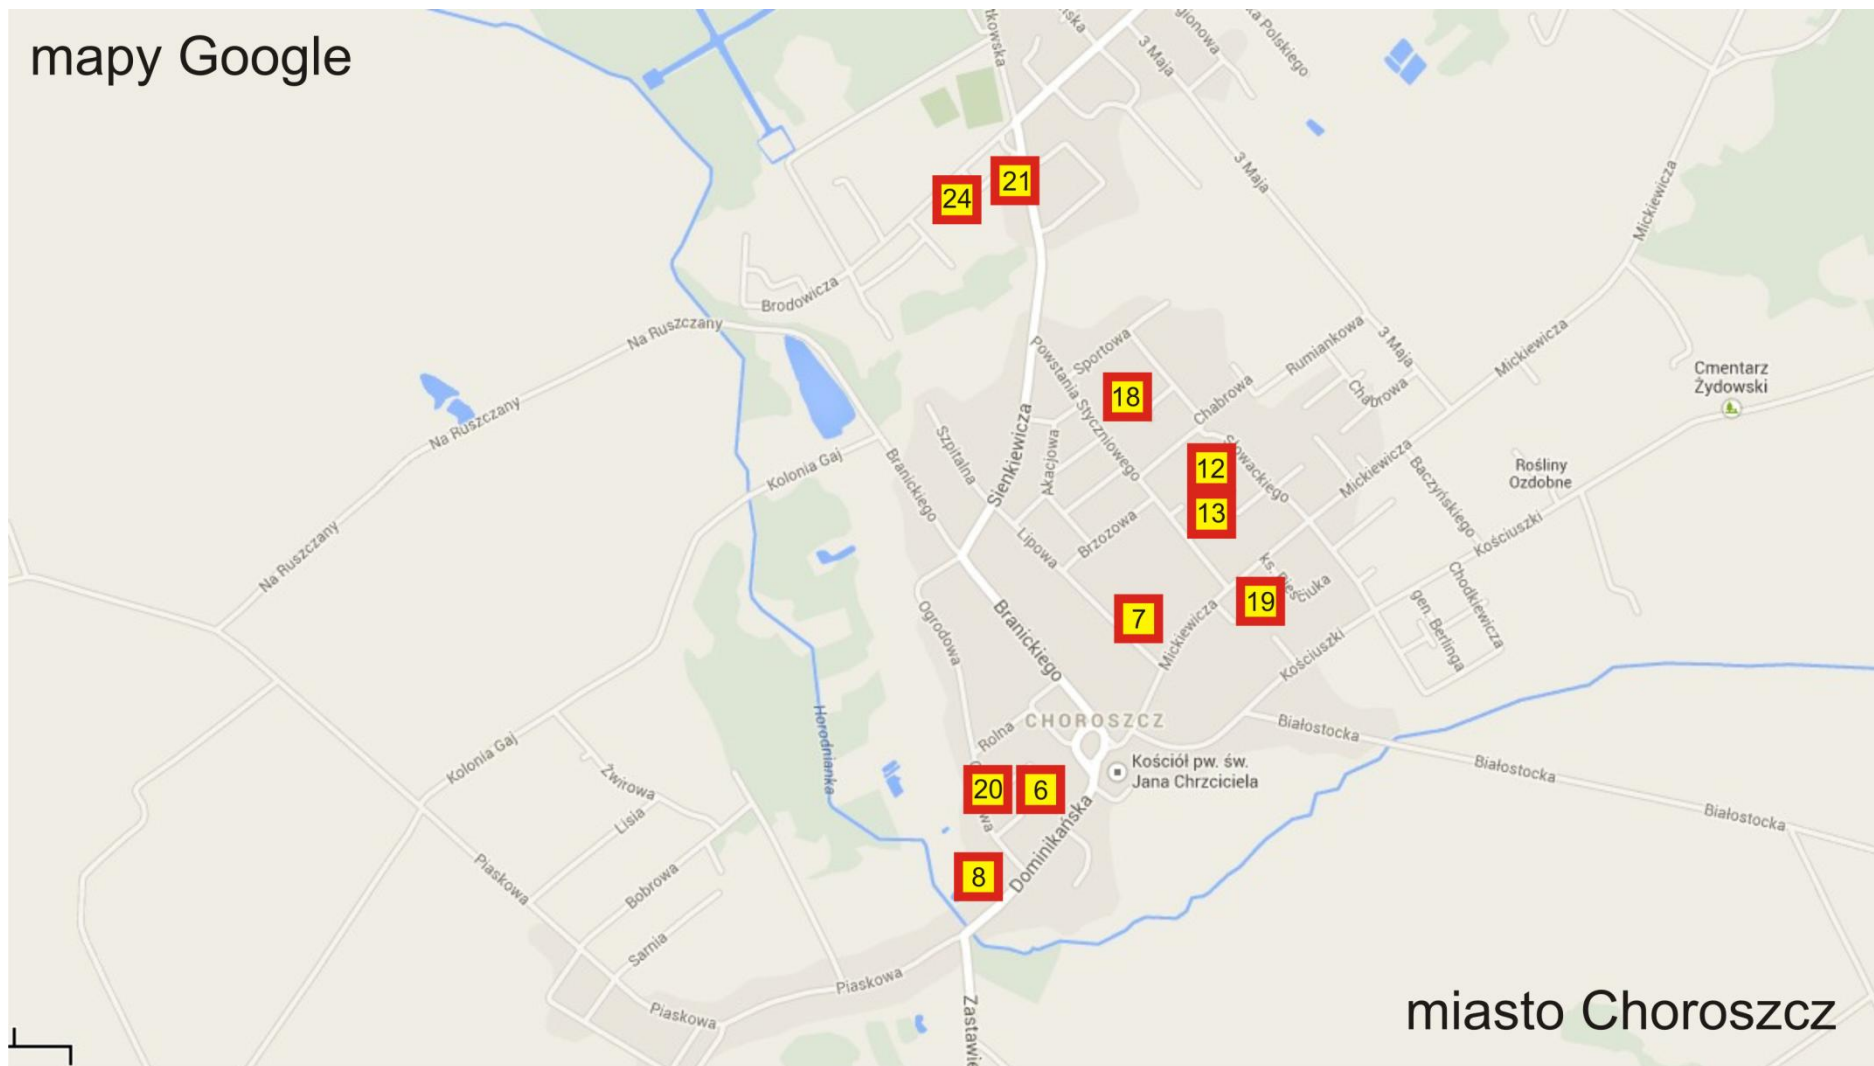 mapy Google
3 Maja
21
24
3 Maja
Mickiewicza
Brodowicza
Na Ruszczany
Sportowa
Rumiankowa
3 Maja
Mickiewicza
Cmentarz
Żydowski
18
Chabrowa
Chabrowa
Powstania Styczniowego
Na Ruszczany
Szpitalna
Sienkiewicza
Akacjowa
Słowackiego
12
Mickiewicza
Baczyńskiego
Rośliny
Ozdobne
Kolonia Gaj
Branickiego
13
Lipowa
Brzozowa
Kościuszki
Na Ruszczany
19
7
Mickiewicza
Ogrodowa
Branickiego
Chodkiewicza
gen. Berlinga
Kościuszki
Horodnianka
Rolna
CHOROSZCZ
Białostocka
Kolonia Gaj
Kościół pw. św.
Jana Chrzciciela
Białostocka
Żwirowa
20
6
Białostocka
Lisia
Dominikańska
Piaskowa
Bobrowa
8
Sarnia
Piaskowa
Piaskowa
miasto Choroszcz